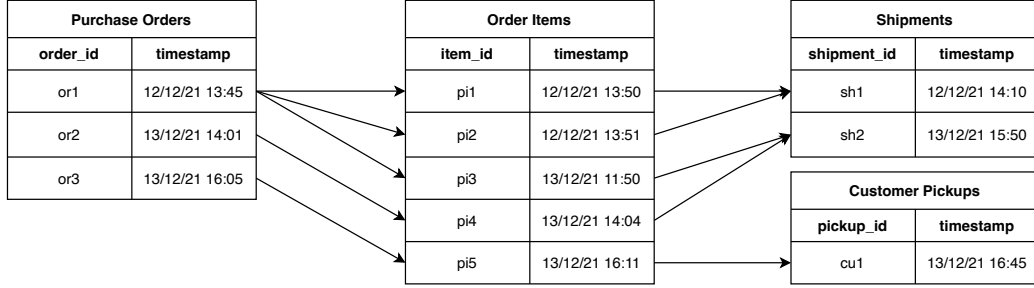 Purchase Orders
order_id timestamp
or1 12/12/21 13:45
or2 13/12/21 14:01
or3 13/12/21 16:05
Order Items
item_id timestamp
pi1 12/12/21 13:50
pi2 12/12/21 13:51
pi3 13/12/21 11:50
pi4 13/12/21 14:04
pi5 13/12/21 16:11
Shipments
shipment_id timestamp
sh1 12/12/21 14:10
sh2 13/12/21 15:50
Customer Pickups
pickup_id timestamp
cu1 13/12/21 16:45